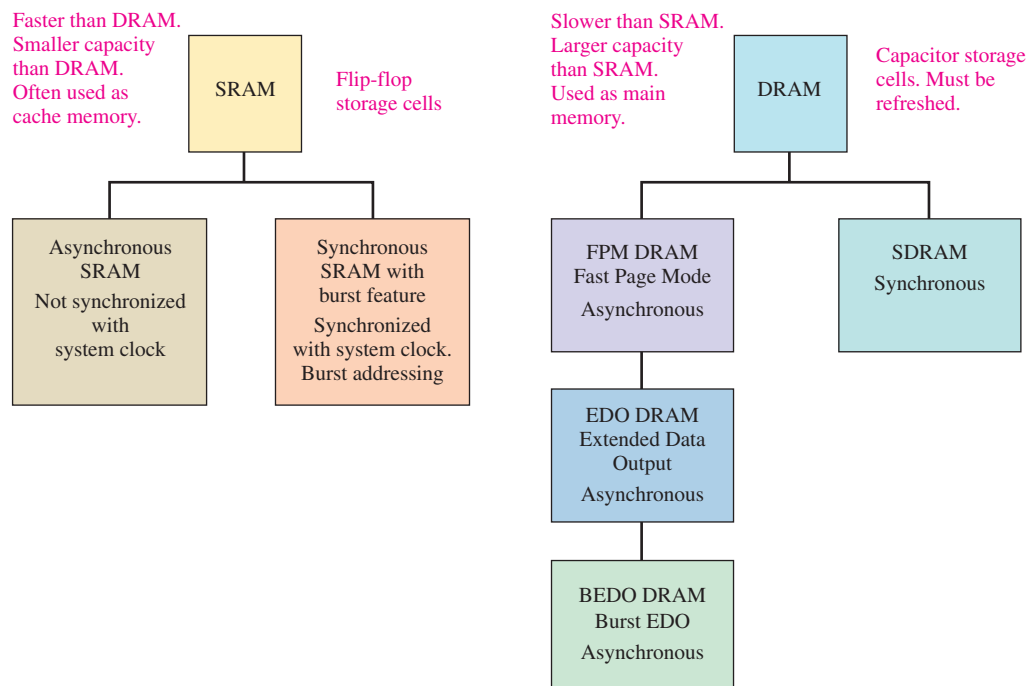 Faster than DRAM.
Smaller capacity
than DRAM.
Often used as
cache memory.
SRAM
Flip-flop
storage cells
Asynchronous
SRAM
Not synchronized
with
system clock
Synchronous
SRAM with
burst feature
Synchronized
with system clock.
Burst addressing
Slower than SRAM.
Larger capacity
than SRAM.
Used as main
memory.
DRAM
Capacitor storage
cells. Must be
refreshed.
FPM DRAM
Fast Page Mode
Asynchronous
SDRAM
Synchronous
EDO DRAM
Extended Data
Output
Asynchronous
BEDO DRAM
Burst EDO
Asynchronous